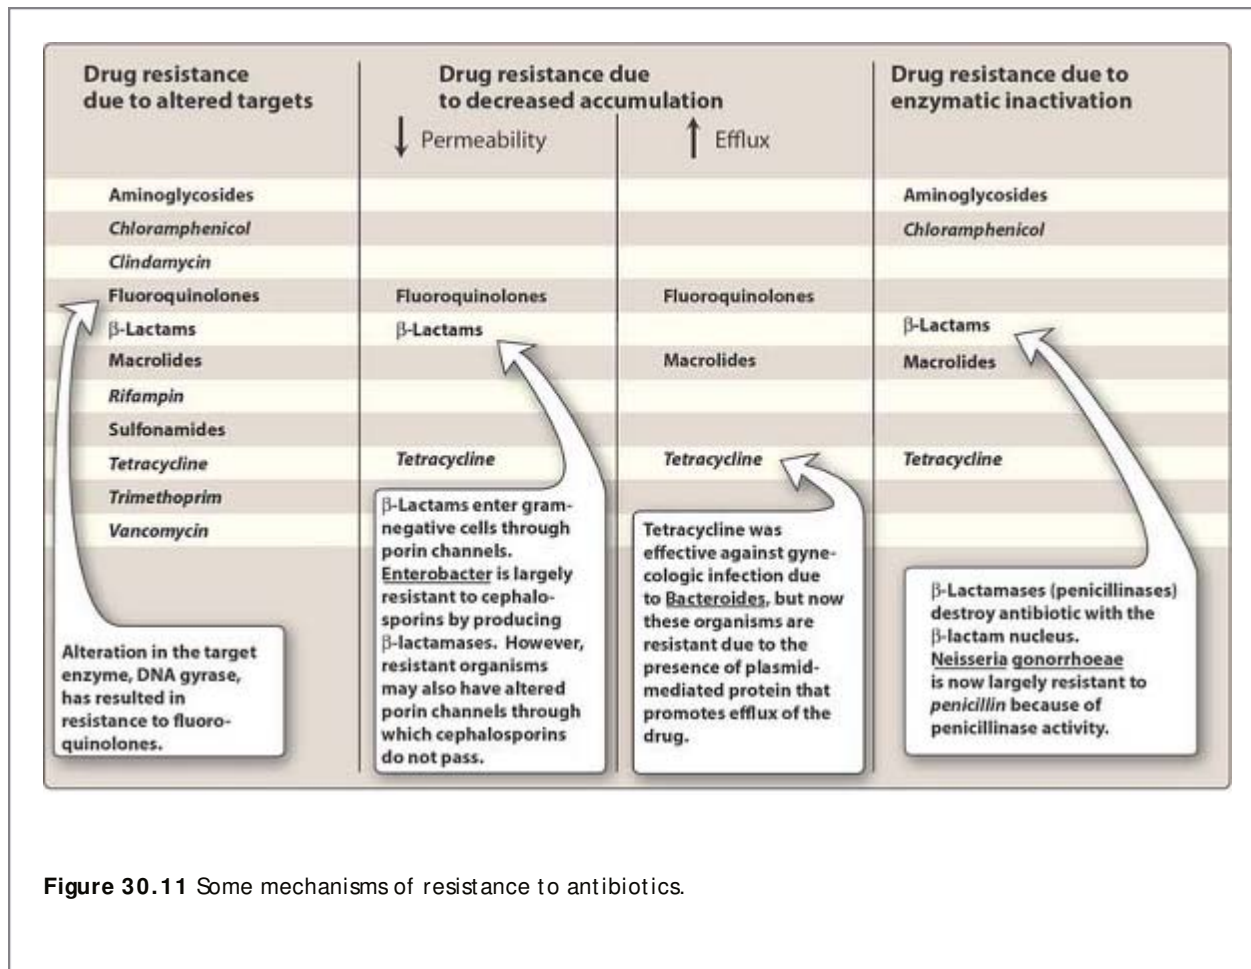 Drug resistance
due to altered targets
Drug resistance due
to decreased accumulation
↓ Permeability
↑ Efflux
Drug resistance due to
enzymatic inactivation
Aminoglycosides
Aminoglycosides
Chloramphenicol
Chloramphenicol
Clindamycin
Fluoroquinolones
Fluoroquinolones
Fluoroquinolones
β-Lactams
β-Lactams
β-Lactams
Macrolides
Macrolides
Macrolides
Rifampin
Sulfonamides
Tetracycline
Tetracycline
Tetracycline
Tetracycline
Trimethoprim
Vancomycin
Alteration in the target
enzyme, DNA gyrase,
has resulted in
resistance to fluoro-
quinolones.
β-Lactams enter gram-
negative cells through
porin channels.
Enterobacter is largely
resistant to cephalo-
sporins by producing
β-lactamases. However,
resistant organisms
may also have altered
porin channels through
which cephalosporins
do not pass.
Tetracycline was
effective against gyne-
cologic infection due
to Bacteroides, but now
these organisms are
resistant due to the
presence of plasmid-
mediated protein that
promotes efflux of the
drug.
β-Lactamases (penicillinases)
destroy antibiotic with the
β-lactam nucleus.
Neisseria gonorrhoeae
is now largely resistant to
penicillin because of
penicillinase activity.
Figure 30.11 Some mechanisms of resistance to antibiotics.